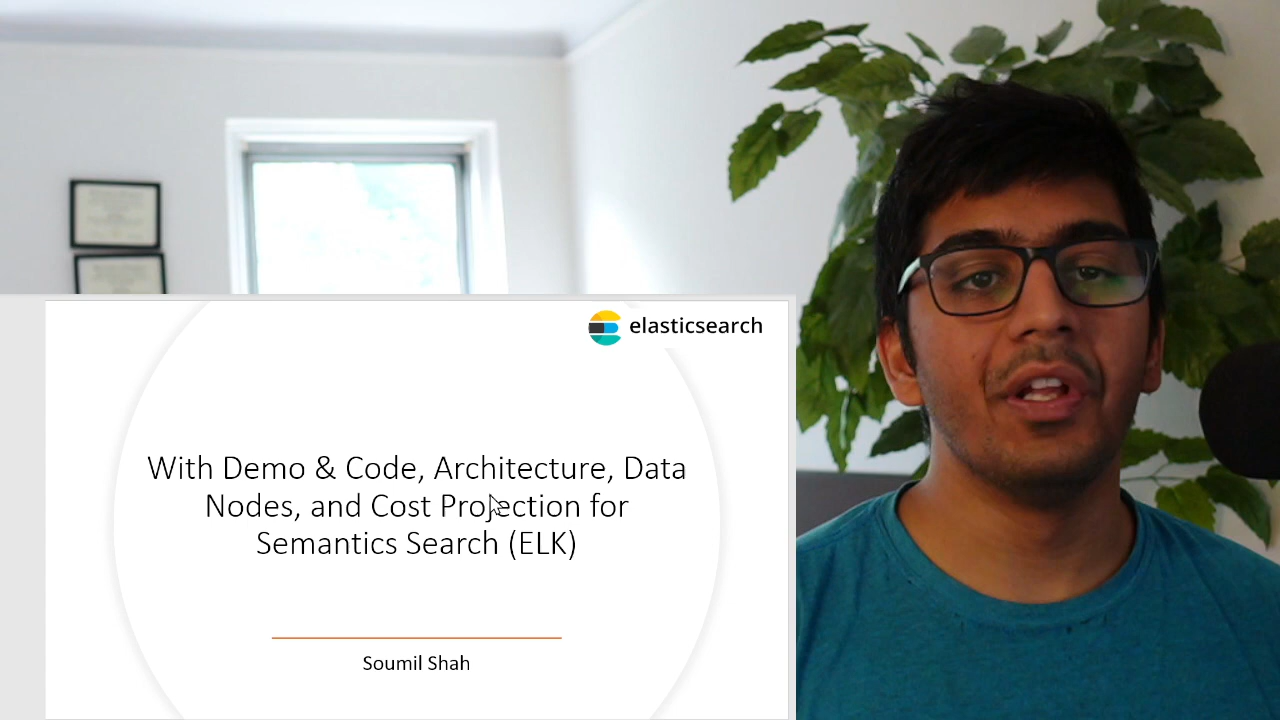 elasticsearch
With Demo & Code, Architecture, Data
Nodes, and Cost Projection for
Semantics Search (ELK)
Soumil Shah